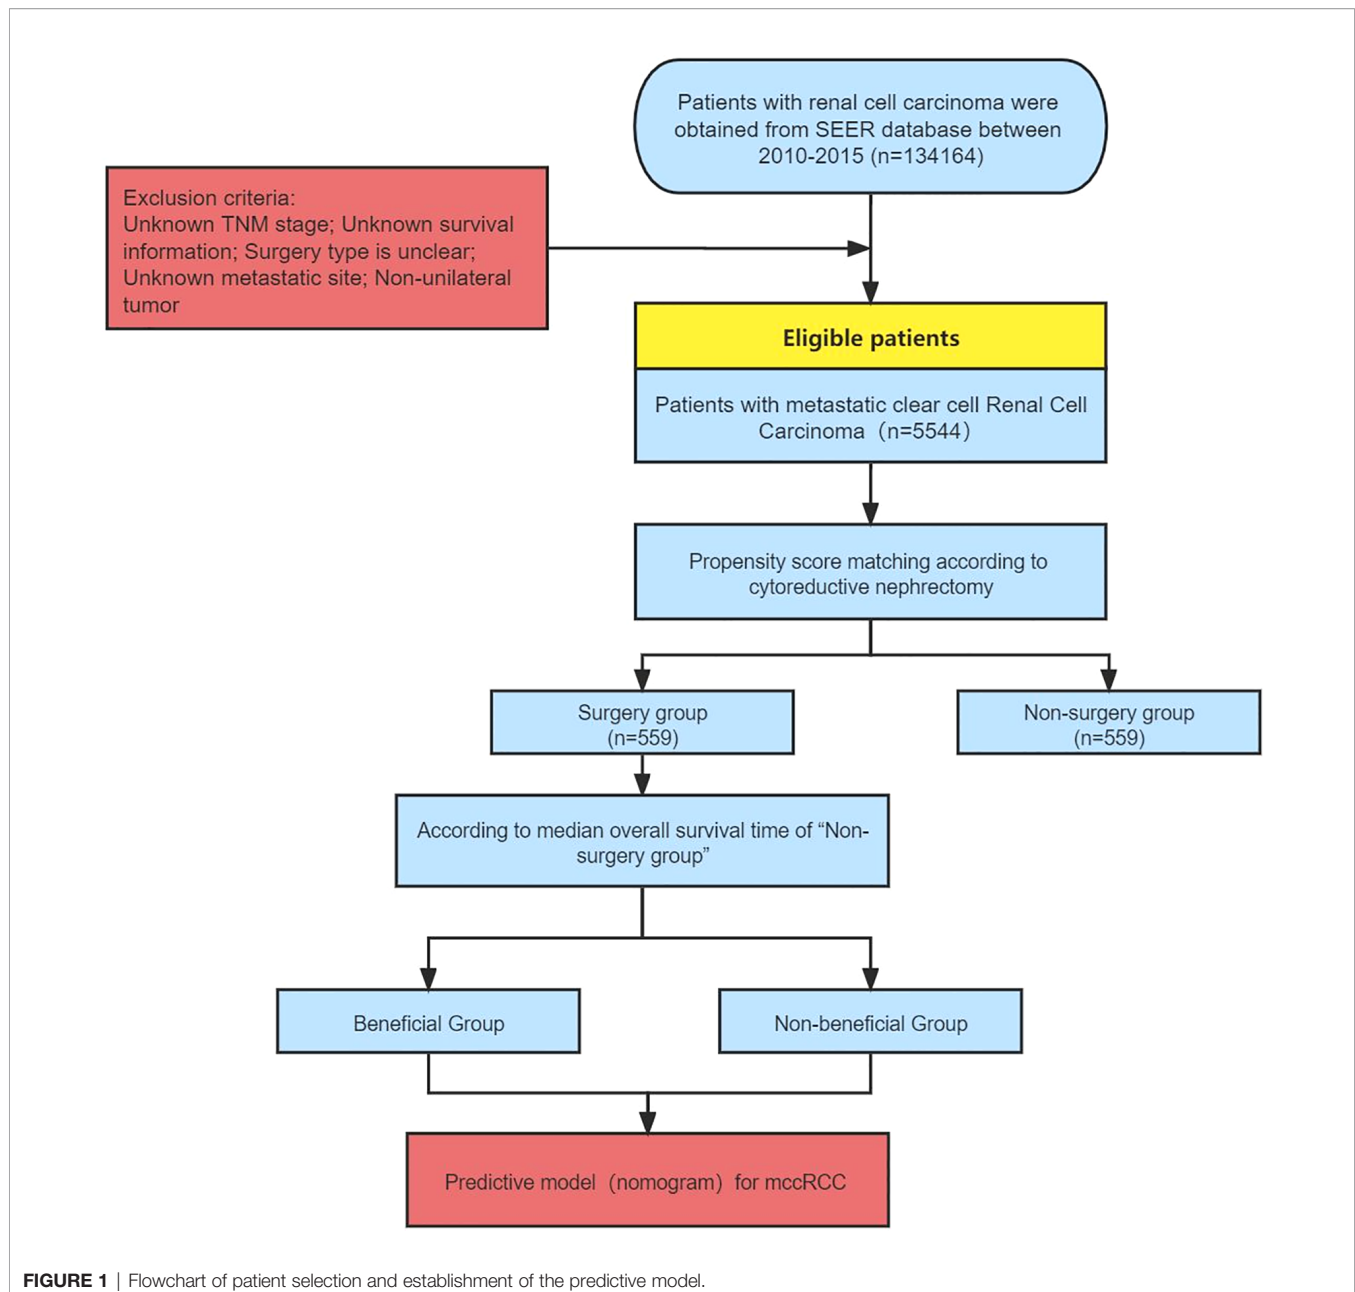 Patients with renal cell carcinoma were
obtained from SEER database between
2010-2015 (n=134164)
Exclusion criteria:
Unknown TNM stage; Unknown survival
information; Surgery type is unclear;
Unknown metastatic site; Non-unilateral
tumor
Eligible patients
Patients with metastatic clear cell Renal Cell
Carcinoma（n=5544）
Propensity score matching according to
cytoreductive nephrectomy
Surgery group
(n=559)
Non-surgery group
(n=559)
According to median overall survival time of “Non-
surgery group”
Beneficial Group
Non-beneficial Group
Predictive model（nomogram）for mccRCC
FIGURE 1 | Flowchart of patient selection and establishment of the predictive model.